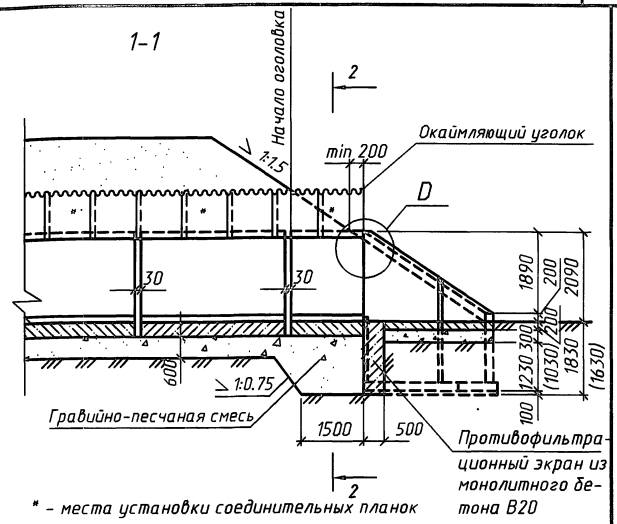 1-1
Начало оголовка
2
Окаймляющий уголок
1:1.5
min 200
D
*
*
*
30
30
1890
200
2090
300
200
1230
(1030)
1830
(1630)
100
600
1:0.75
Гравийно-песчаная смесь
1500
500
Противофильтра-
ционный экран из
монолитного бе-
тона В20
2
* - места установки соединительных планок